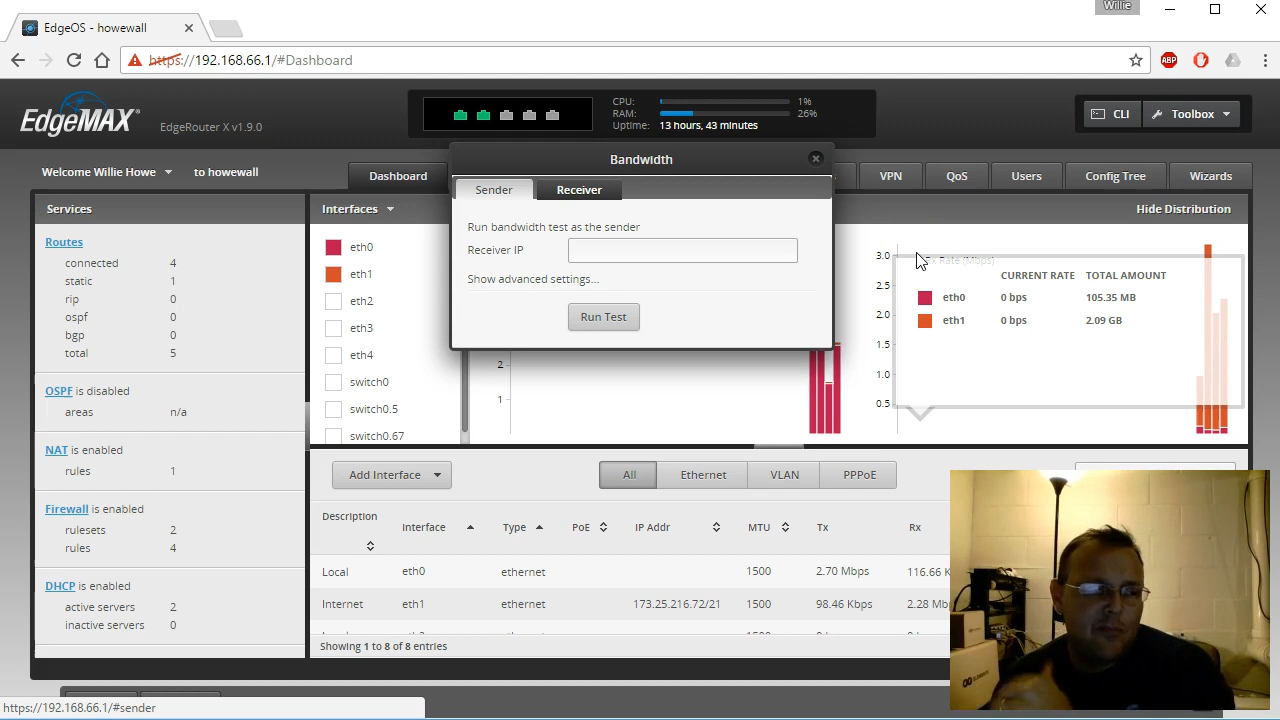 Willie
EdgeOS - howewall
https://192.168.66.1/#Dashboard
ABP
EdgeMAX
EdgeRouter X v1.9.0
CPU: 1%
RAM: 26%
Uptime: 13 hours, 43 minutes
CLI
Toolbox
Welcome Willie Howe to howewall
Dashboard
VPN
QoS
Users
Config Tree
Wizards
Bandwidth
Sender
Receiver
Run bandwidth test as the sender
Receiver IP
Show advanced settings...
Run Test
Services
Routes
connected 4
static 1
rip 0
ospf 0
bgp 0
total 5
OSPF is disabled
areas n/a
NAT is enabled
rules 1
Firewall is enabled
rulesets 2
rules 4
DHCP is enabled
active servers 2
inactive servers 0
Interfaces
eth0
eth1
eth2
eth3
eth4
switch0
switch0.5
switch0.67
Hide Distribution
2
1
3.0
2.5
2.0
1.5
1.0
0.5
Rate (Mbps)
CURRENT RATE TOTAL AMOUNT
eth0 0 bps 105.35 MB
eth1 0 bps 2.09 GB
Add Interface
All
Ethernet
VLAN
PPPoE
Description Interface Type PoE IP Addr MTU Tx Rx
Local eth0 ethernet 1500 2.70 Mbps 116.66 K
Internet eth1 ethernet 173.25.216.72/21 1500 98.46 Kbps 2.28 Mb
Showing 1 to 8 of 8 entries
https://192.168.66.1/#sender